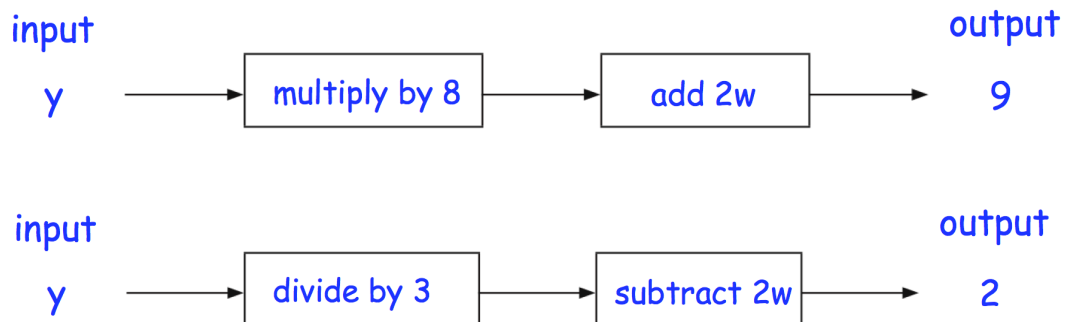 input
output
y
multiply by 8
add 2w
9
input
output
y
divide by 3
subtract 2w
2